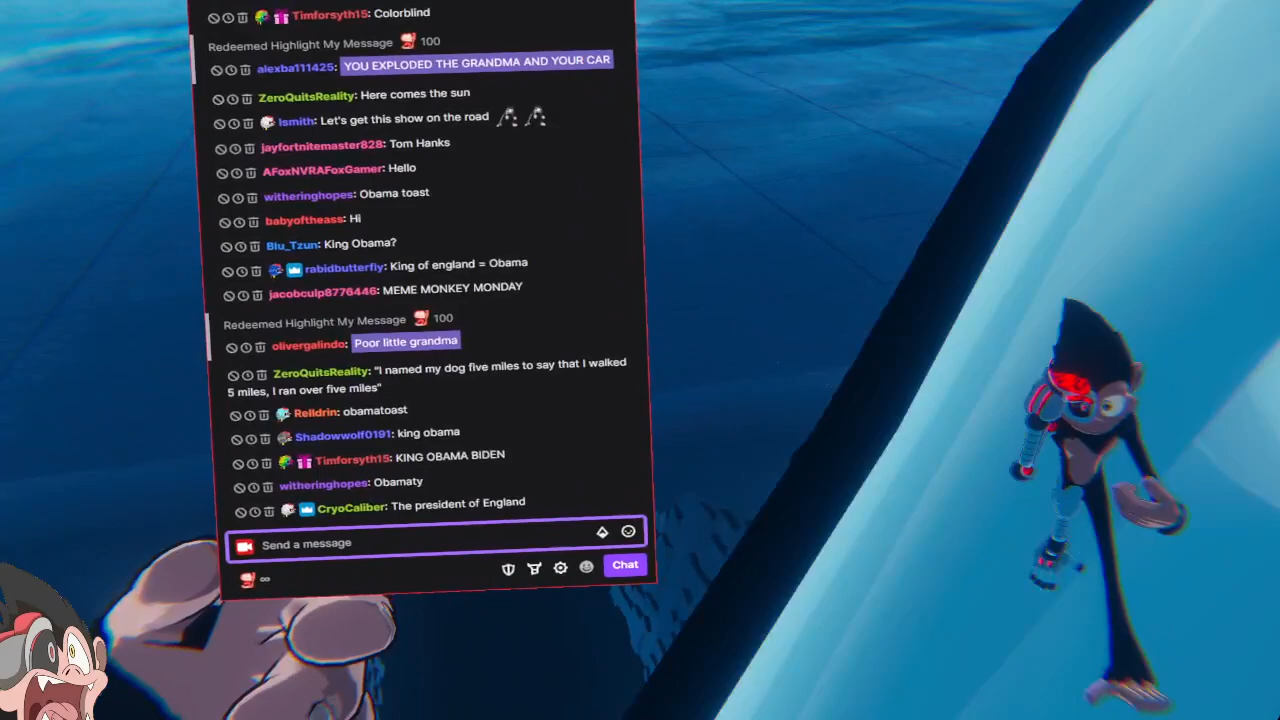 Timforsyth15: Colorblind
Redeemed Highlight My Message 100
alexba111425: YOU EXPLODED THE GRANDMA AND YOUR CAR
ZeroQuitsReality: Here comes the sun
lsmith: Let's get this show on the road
jayfortnitemaster828: Tom Hanks
AFoxNVRAFoxGamer: Hello
witheringhopes: Obama toast
babyoftheass: Hi
Blu_Tzun: King Obama?
rabidbutterfly: King of england = Obama
jacobculp8776446: MEME MONKEY MONDAY
Redeemed Highlight My Message 100
olivergalindo: Poor little grandma
ZeroQuitsReality: "I named my dog five miles to say that I walked
5 miles, I ran over five miles"
Relldrin: obamatoast
Shadowwolf0191: king obama
Timforsyth15: KING OBAMA BIDEN
witheringhopes: Obamaty
CryoCaliber: The president of England
Send a message
∞
Chat